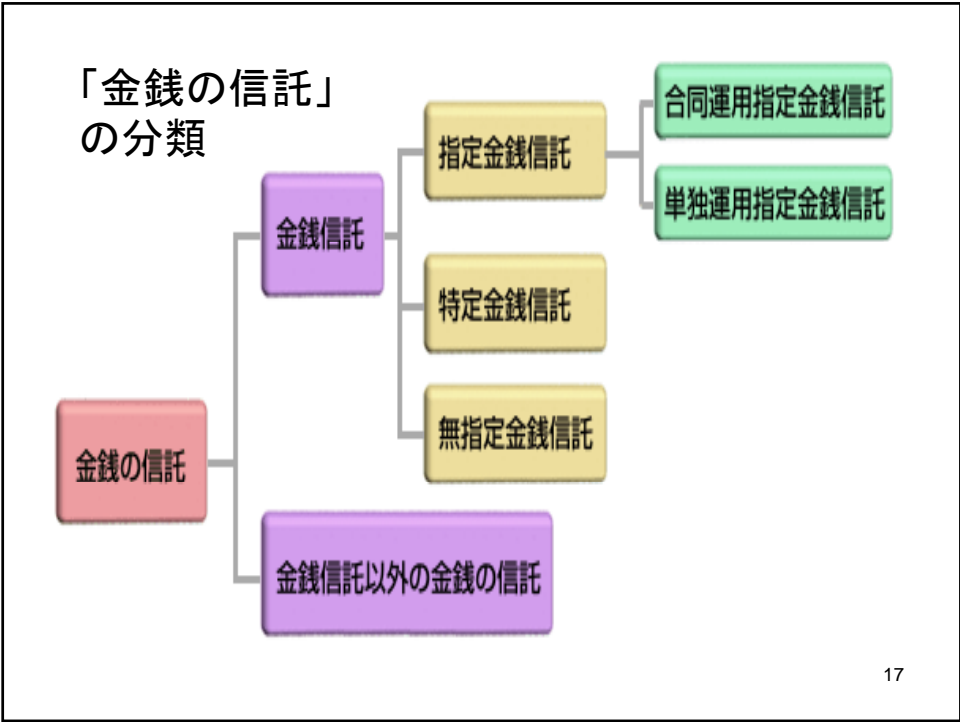 「金銭の信託」
の分類
合同運用指定金銭信託
指定金銭信託
単独運用指定金銭信託
金銭信託
特定金銭信託
無指定金銭信託
金銭の信託
金銭信託以外の金銭の信託
17